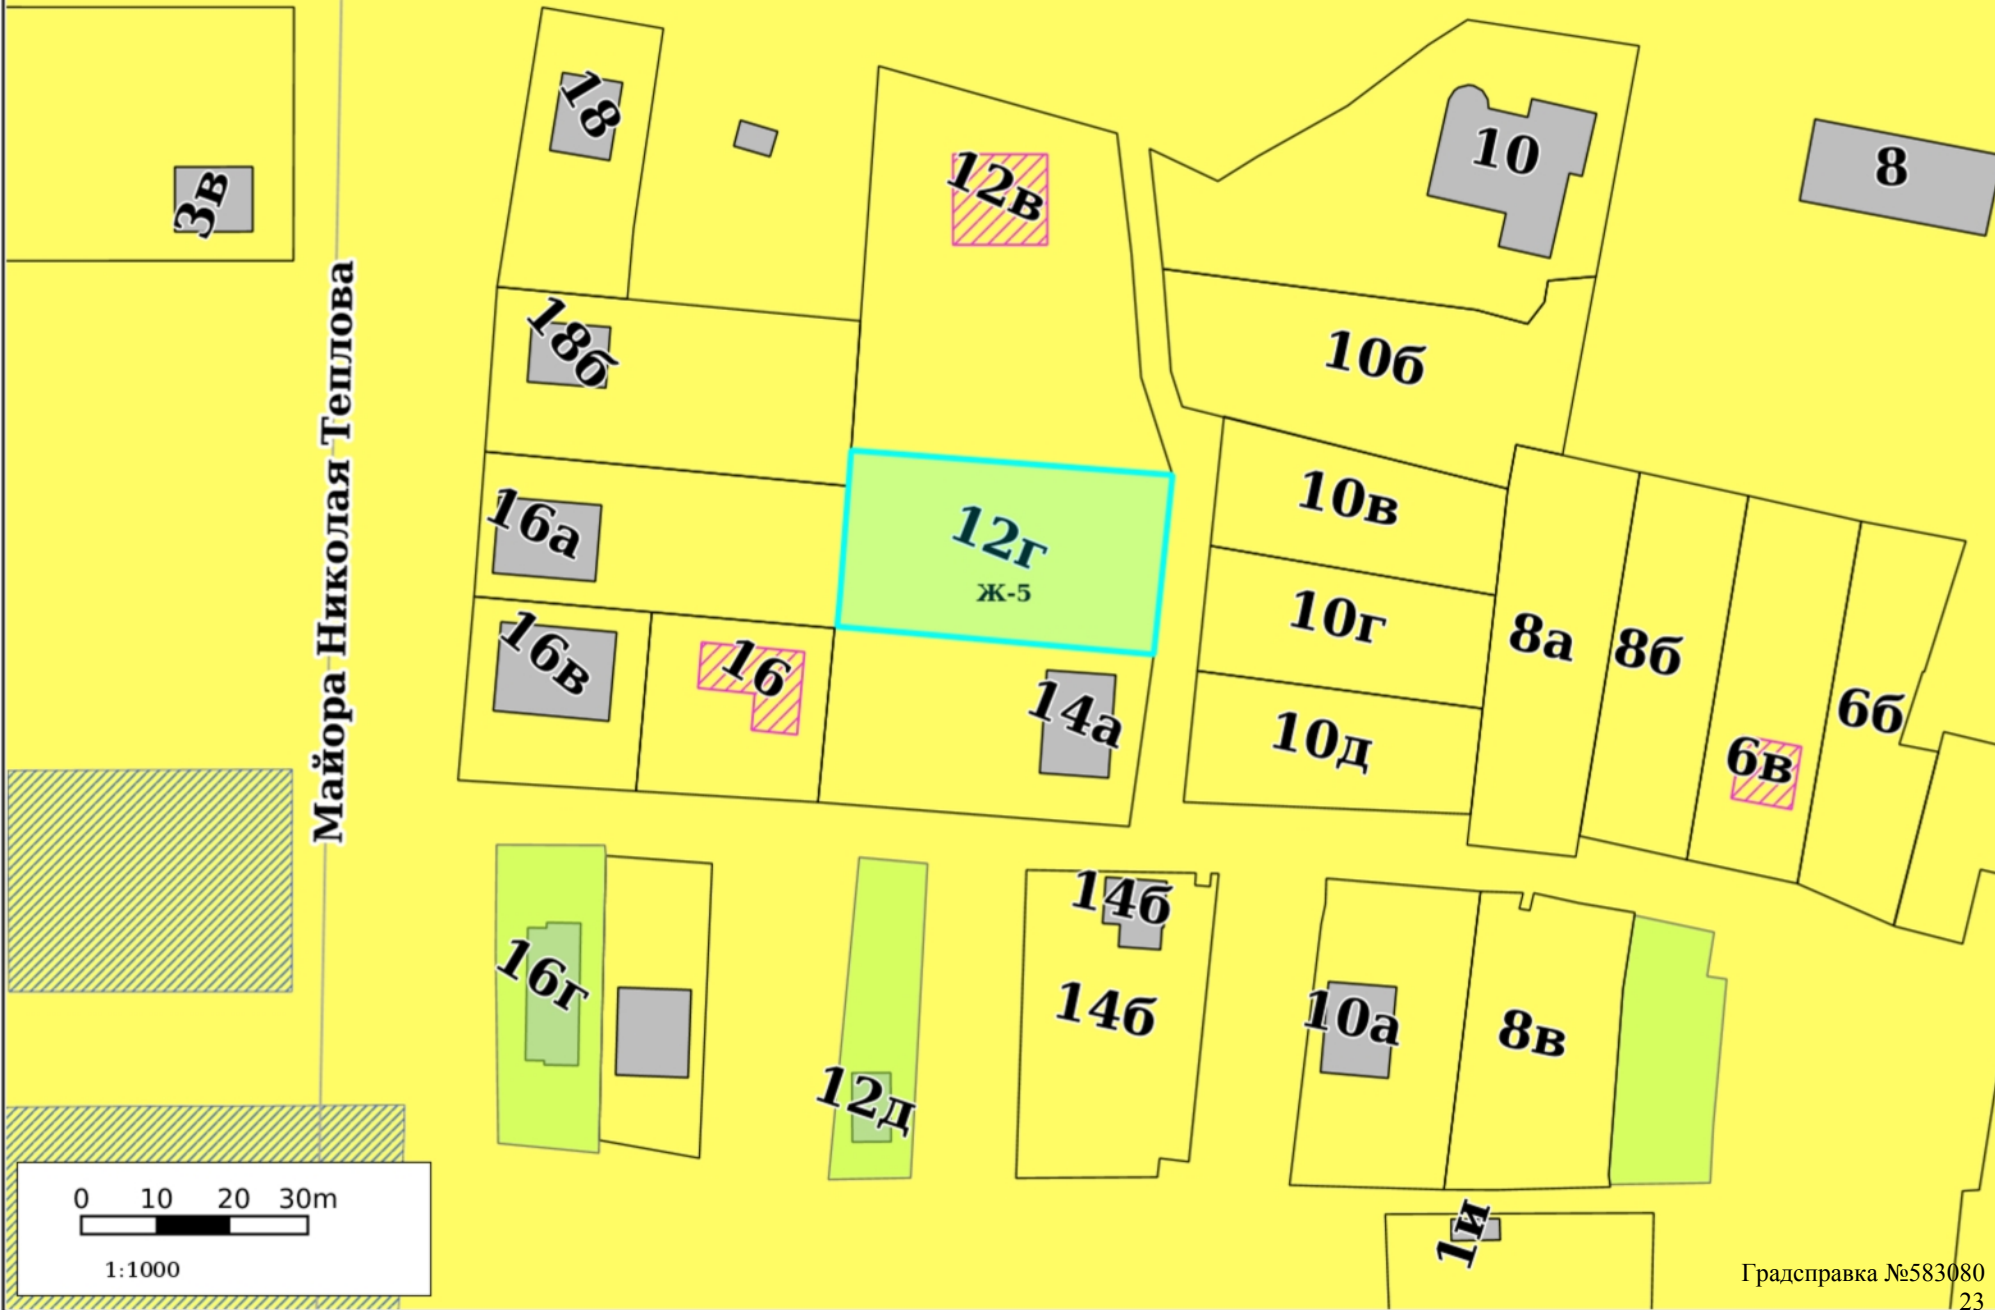 18
3в
12в
10
8
18б
10б
Майора Николая Теплова
16а
12г
Ж-5
10в
10г
8а
8б
16в
16
14а
10д
6б
6в
14б
16г
14б
10а
8в
12д
0 10 20 30m
1:1000
1и
Градсправка №583080
23